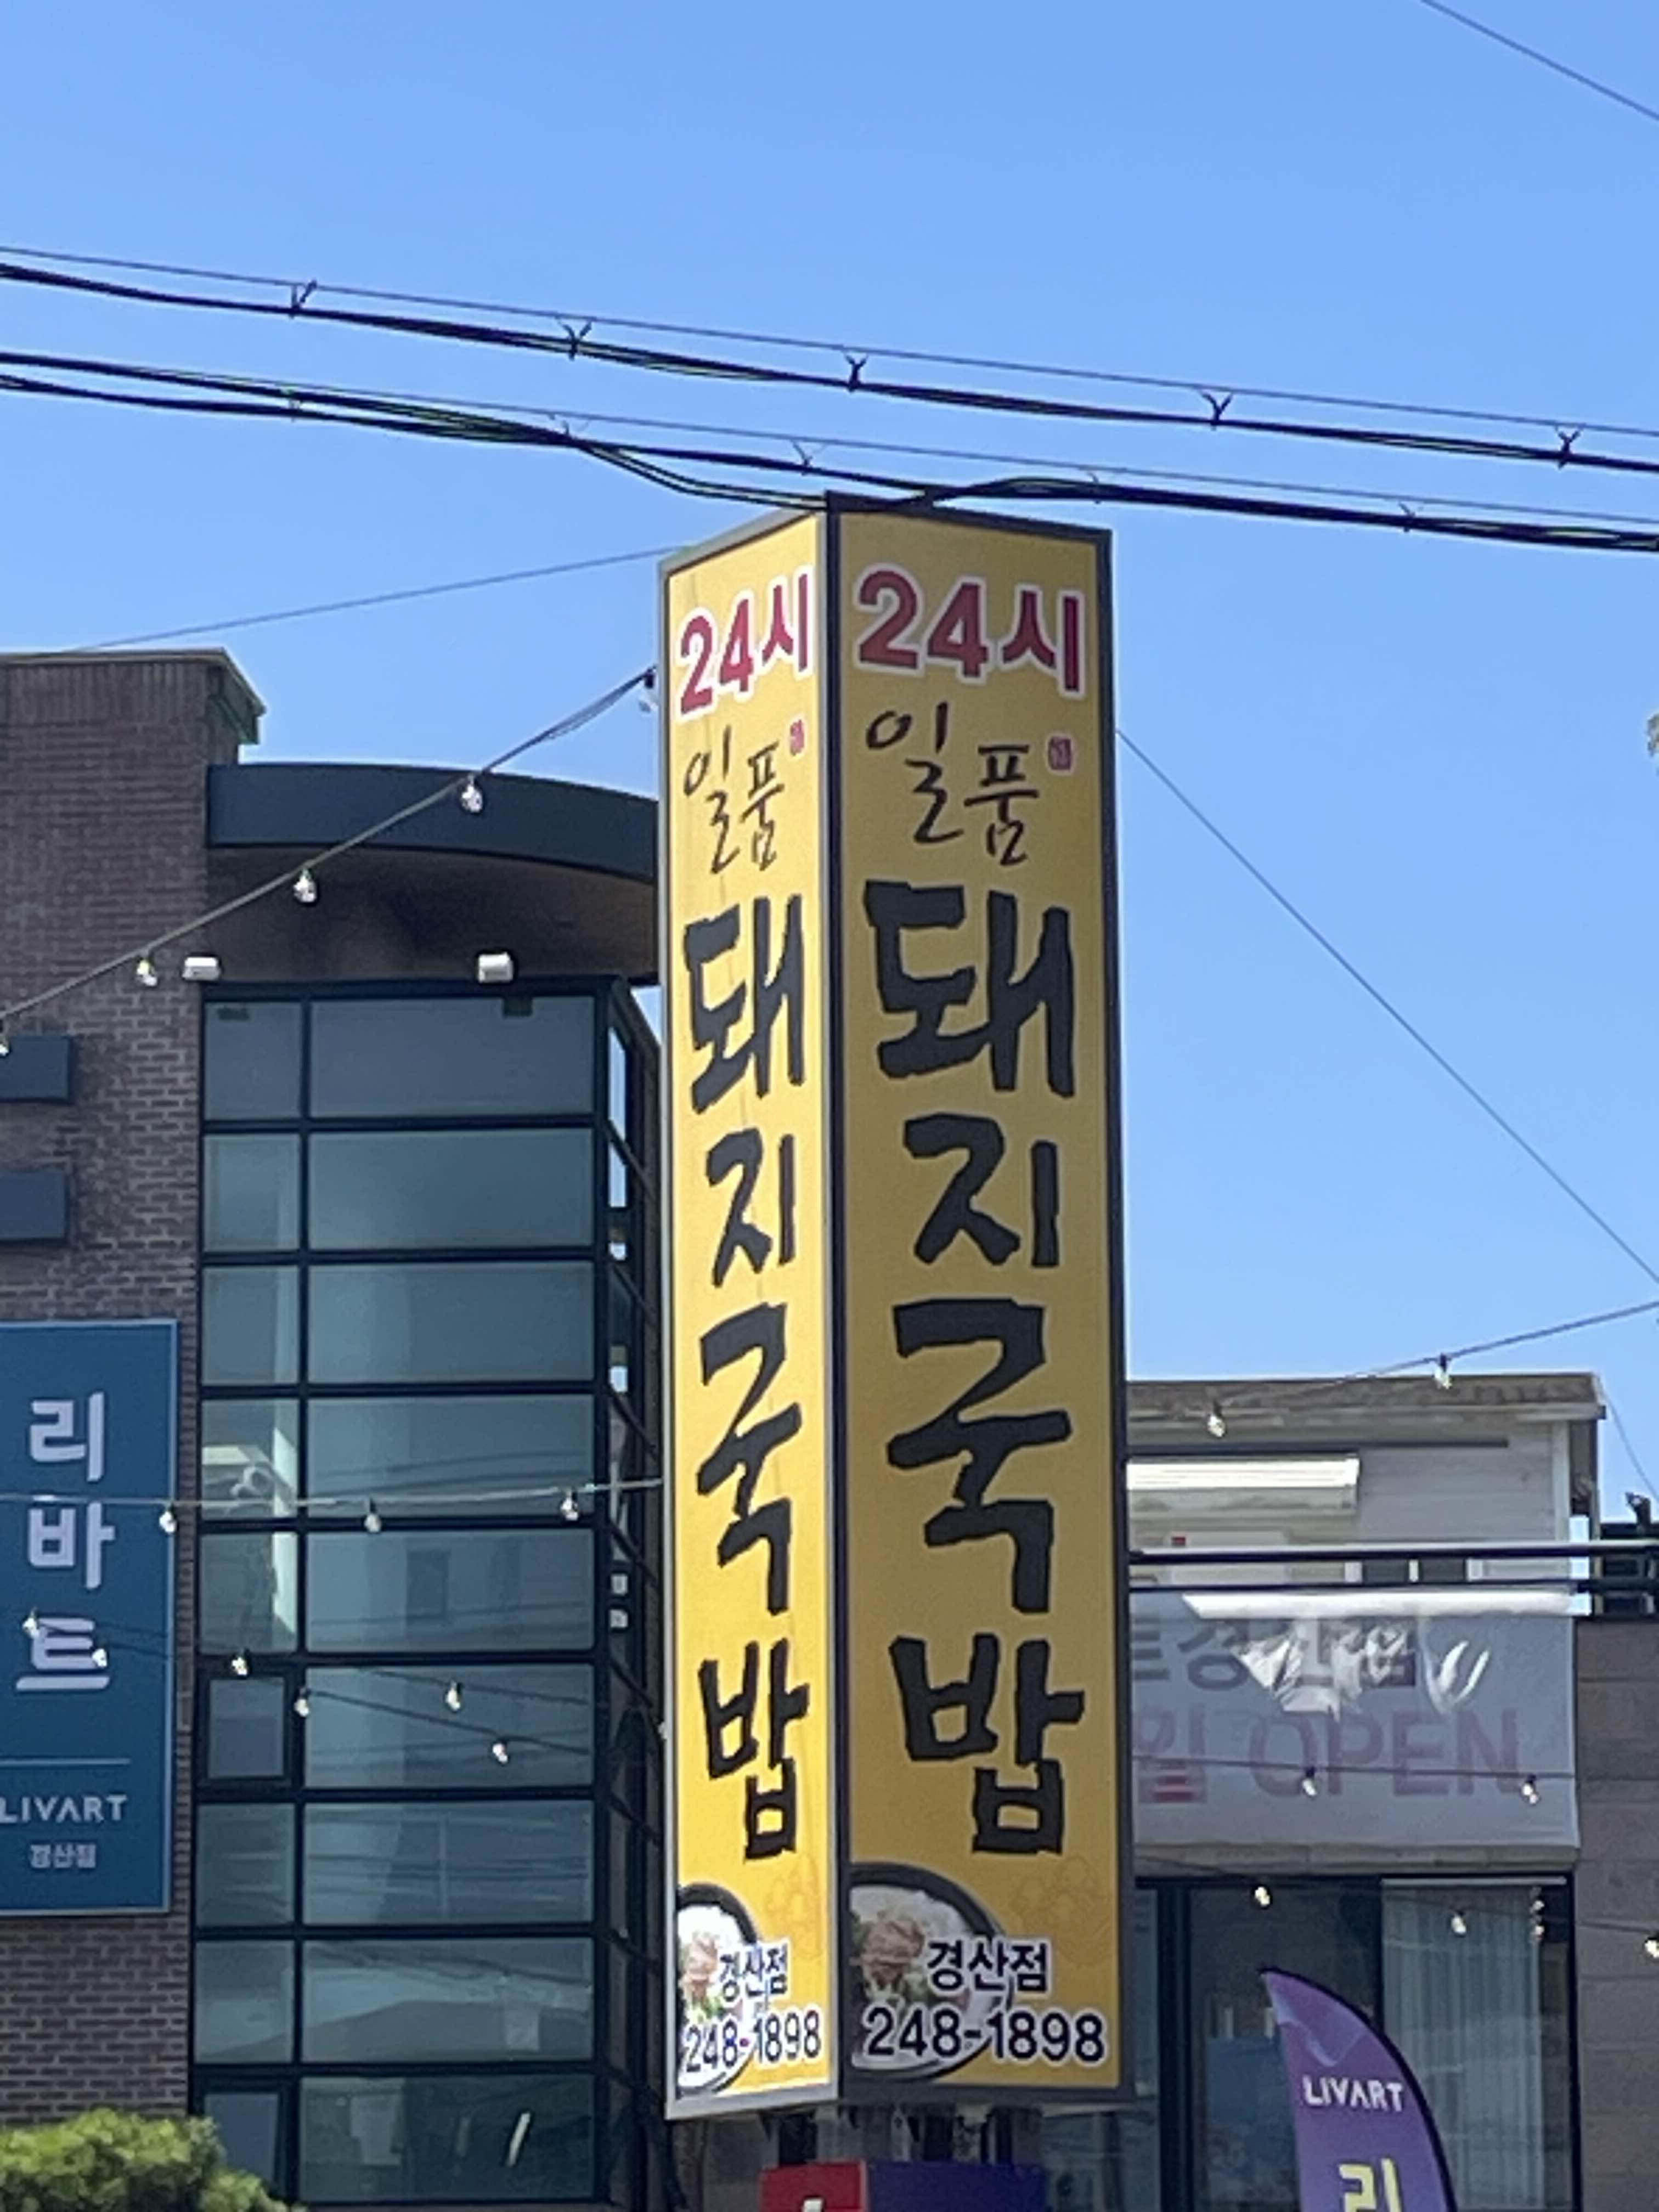 24시
일품
돼지국밥
경산점
248-1898
24시
일품
돼지국밥
경산점
248-1898
리바트
LIVART
경산점
OPEN
LIVART
리